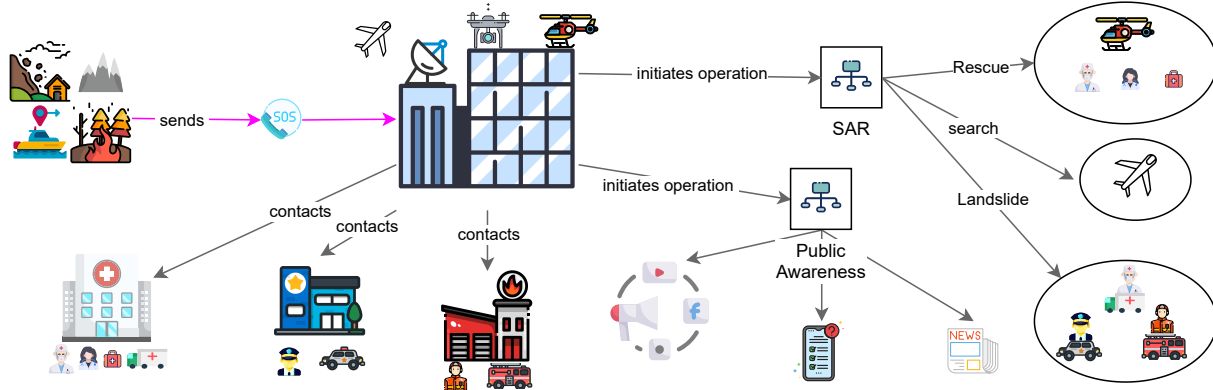 initiates operation
Rescue
sends
SOS
SAR
search
initiates operation
Landslide
contacts
contacts
contacts
Public
Awareness
f
?
NEWS